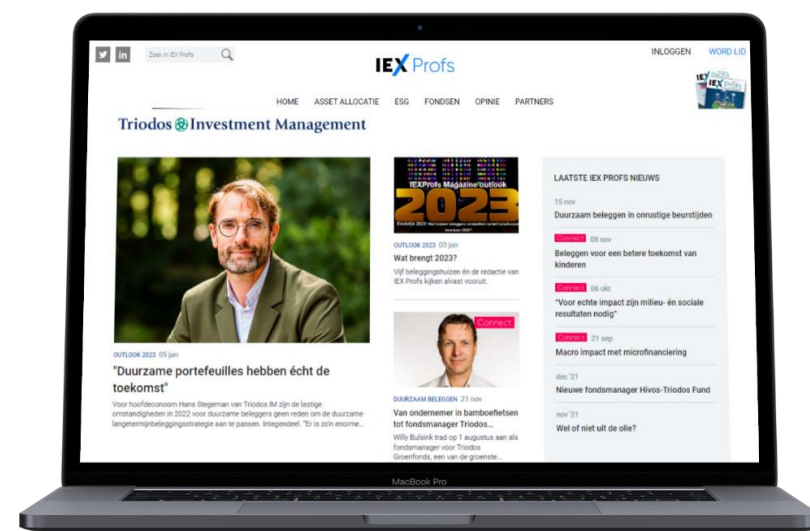 Zoek in IEX Profs
IEX Profs
INLOGGEN
WORD LID
IEX Profs
HOME
ASSET ALLOCATIE
ESG
FONDSEN
OPINIE
PARTNERS
Triodos Investment Management
OUTLOOK 2023 05 jan
"Duurzame portefeuilles hebben écht de
toekomst"
Voor hoofdeconoom Hans Stegeman van Triodos IM zijn de lastige
omstandigheden in 2022 voor duurzame beleggers geen reden om de duurzame
langetermijnbeleggingsstrategie aan te passen. Integendeel. "Er is zo'n enorme...
IEXProfs Magazine outlook
2023
OUTLOOK 2023 03 jan
Wat brengt 2023?
Vijf beleggingshuizen én de redactie van
IEX Profs kijken alvast vooruit.
Connect
DUURZAAM BELEGGEN 21 nov
Van ondernemer in bamboefietsen
tot fondsmanager Triodos...
Willy Bulsink trad op 1 augustus aan als
fondsmanager voor Triodos
Groenfonds, een van de groenste...
LAATSTE IEX PROFS NIEUWS
15 nov
Duurzaam beleggen in onrustige beurstijden
Connect 08 nov
Beleggen voor een betere toekomst van
kinderen
Connect 06 okt
"Voor echte impact zijn milieu- én sociale
resultaten nodig"
Connect 21 sep
Macro impact met microfinanciering
dec '21
Nieuwe fondsmanager Hivos-Triodos Fund
nov '21
Wel of niet uit de olie?
MacBook Pro